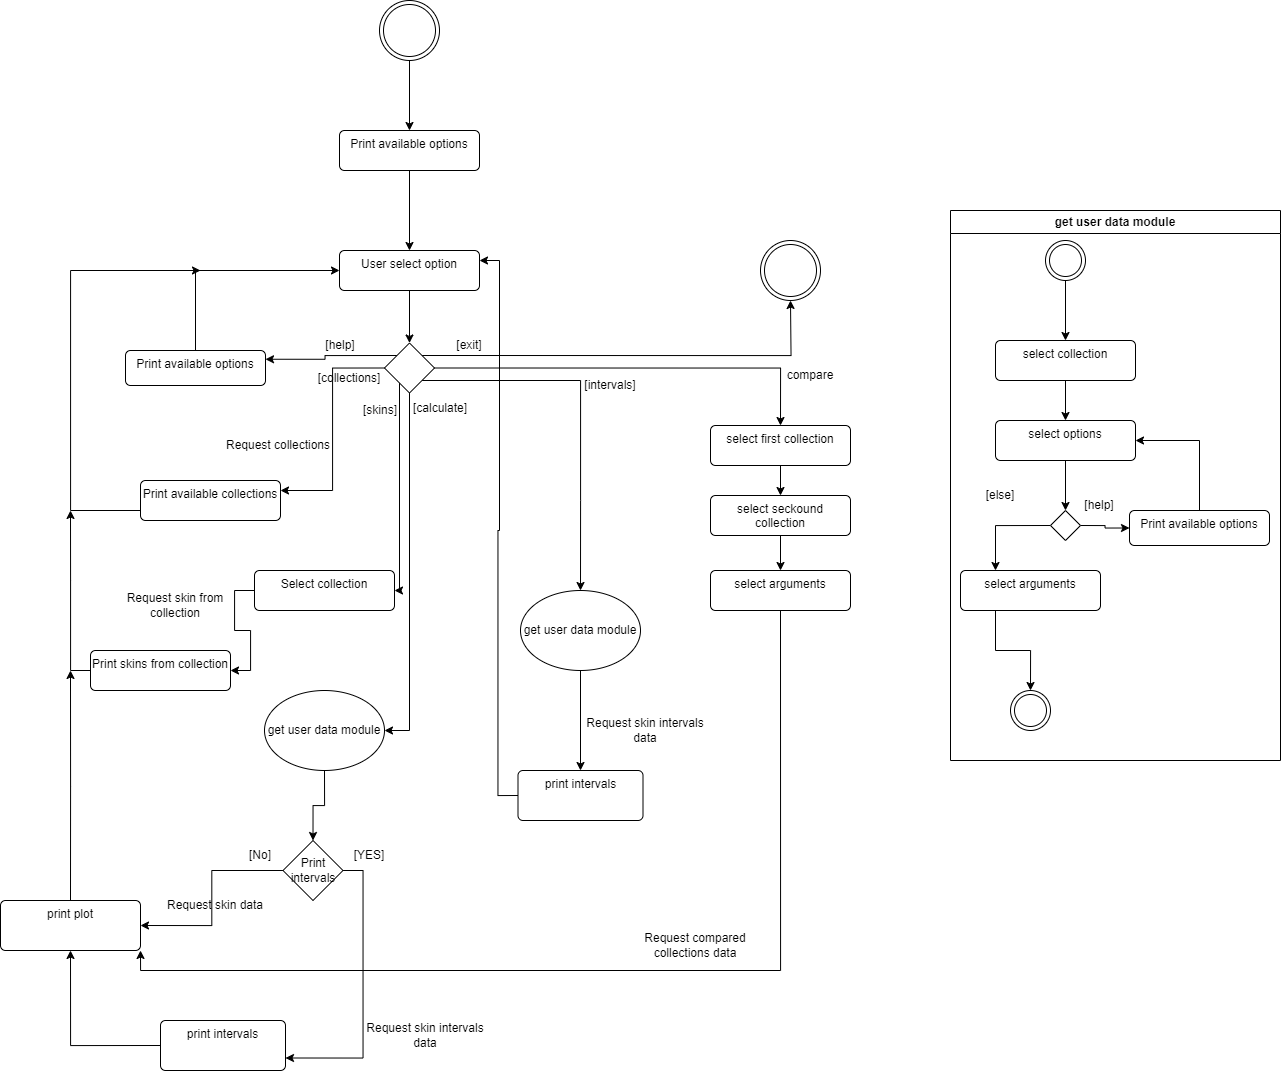 Print available options
User select option
[help]
[exit]
Print available options
[collections]
[skins]
[calculate]
[intervals]
compare
Request collections
select first collection
Print available collections
select seckound
collection
Select collection
select arguments
Request skin from
collection
get user data module
Print skins from collection
get user data module
Request skin intervals
data
print intervals
[No]
[YES]
Print
intervals
Request skin data
print plot
Request compared
collections data
print intervals
Request skin intervals
data
get user data module
select collection
select options
[else]
[help]
Print available options
select arguments